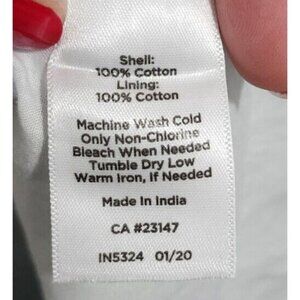 Shell:
100% Cotton
Lining:
100% Cotton
Machine Wash Cold
Only Non-Chlorine
Bleach When Needed
Tumble Dry Low
Warm Iron, If Needed
Made In India
CA #23147
IN5324 01/20